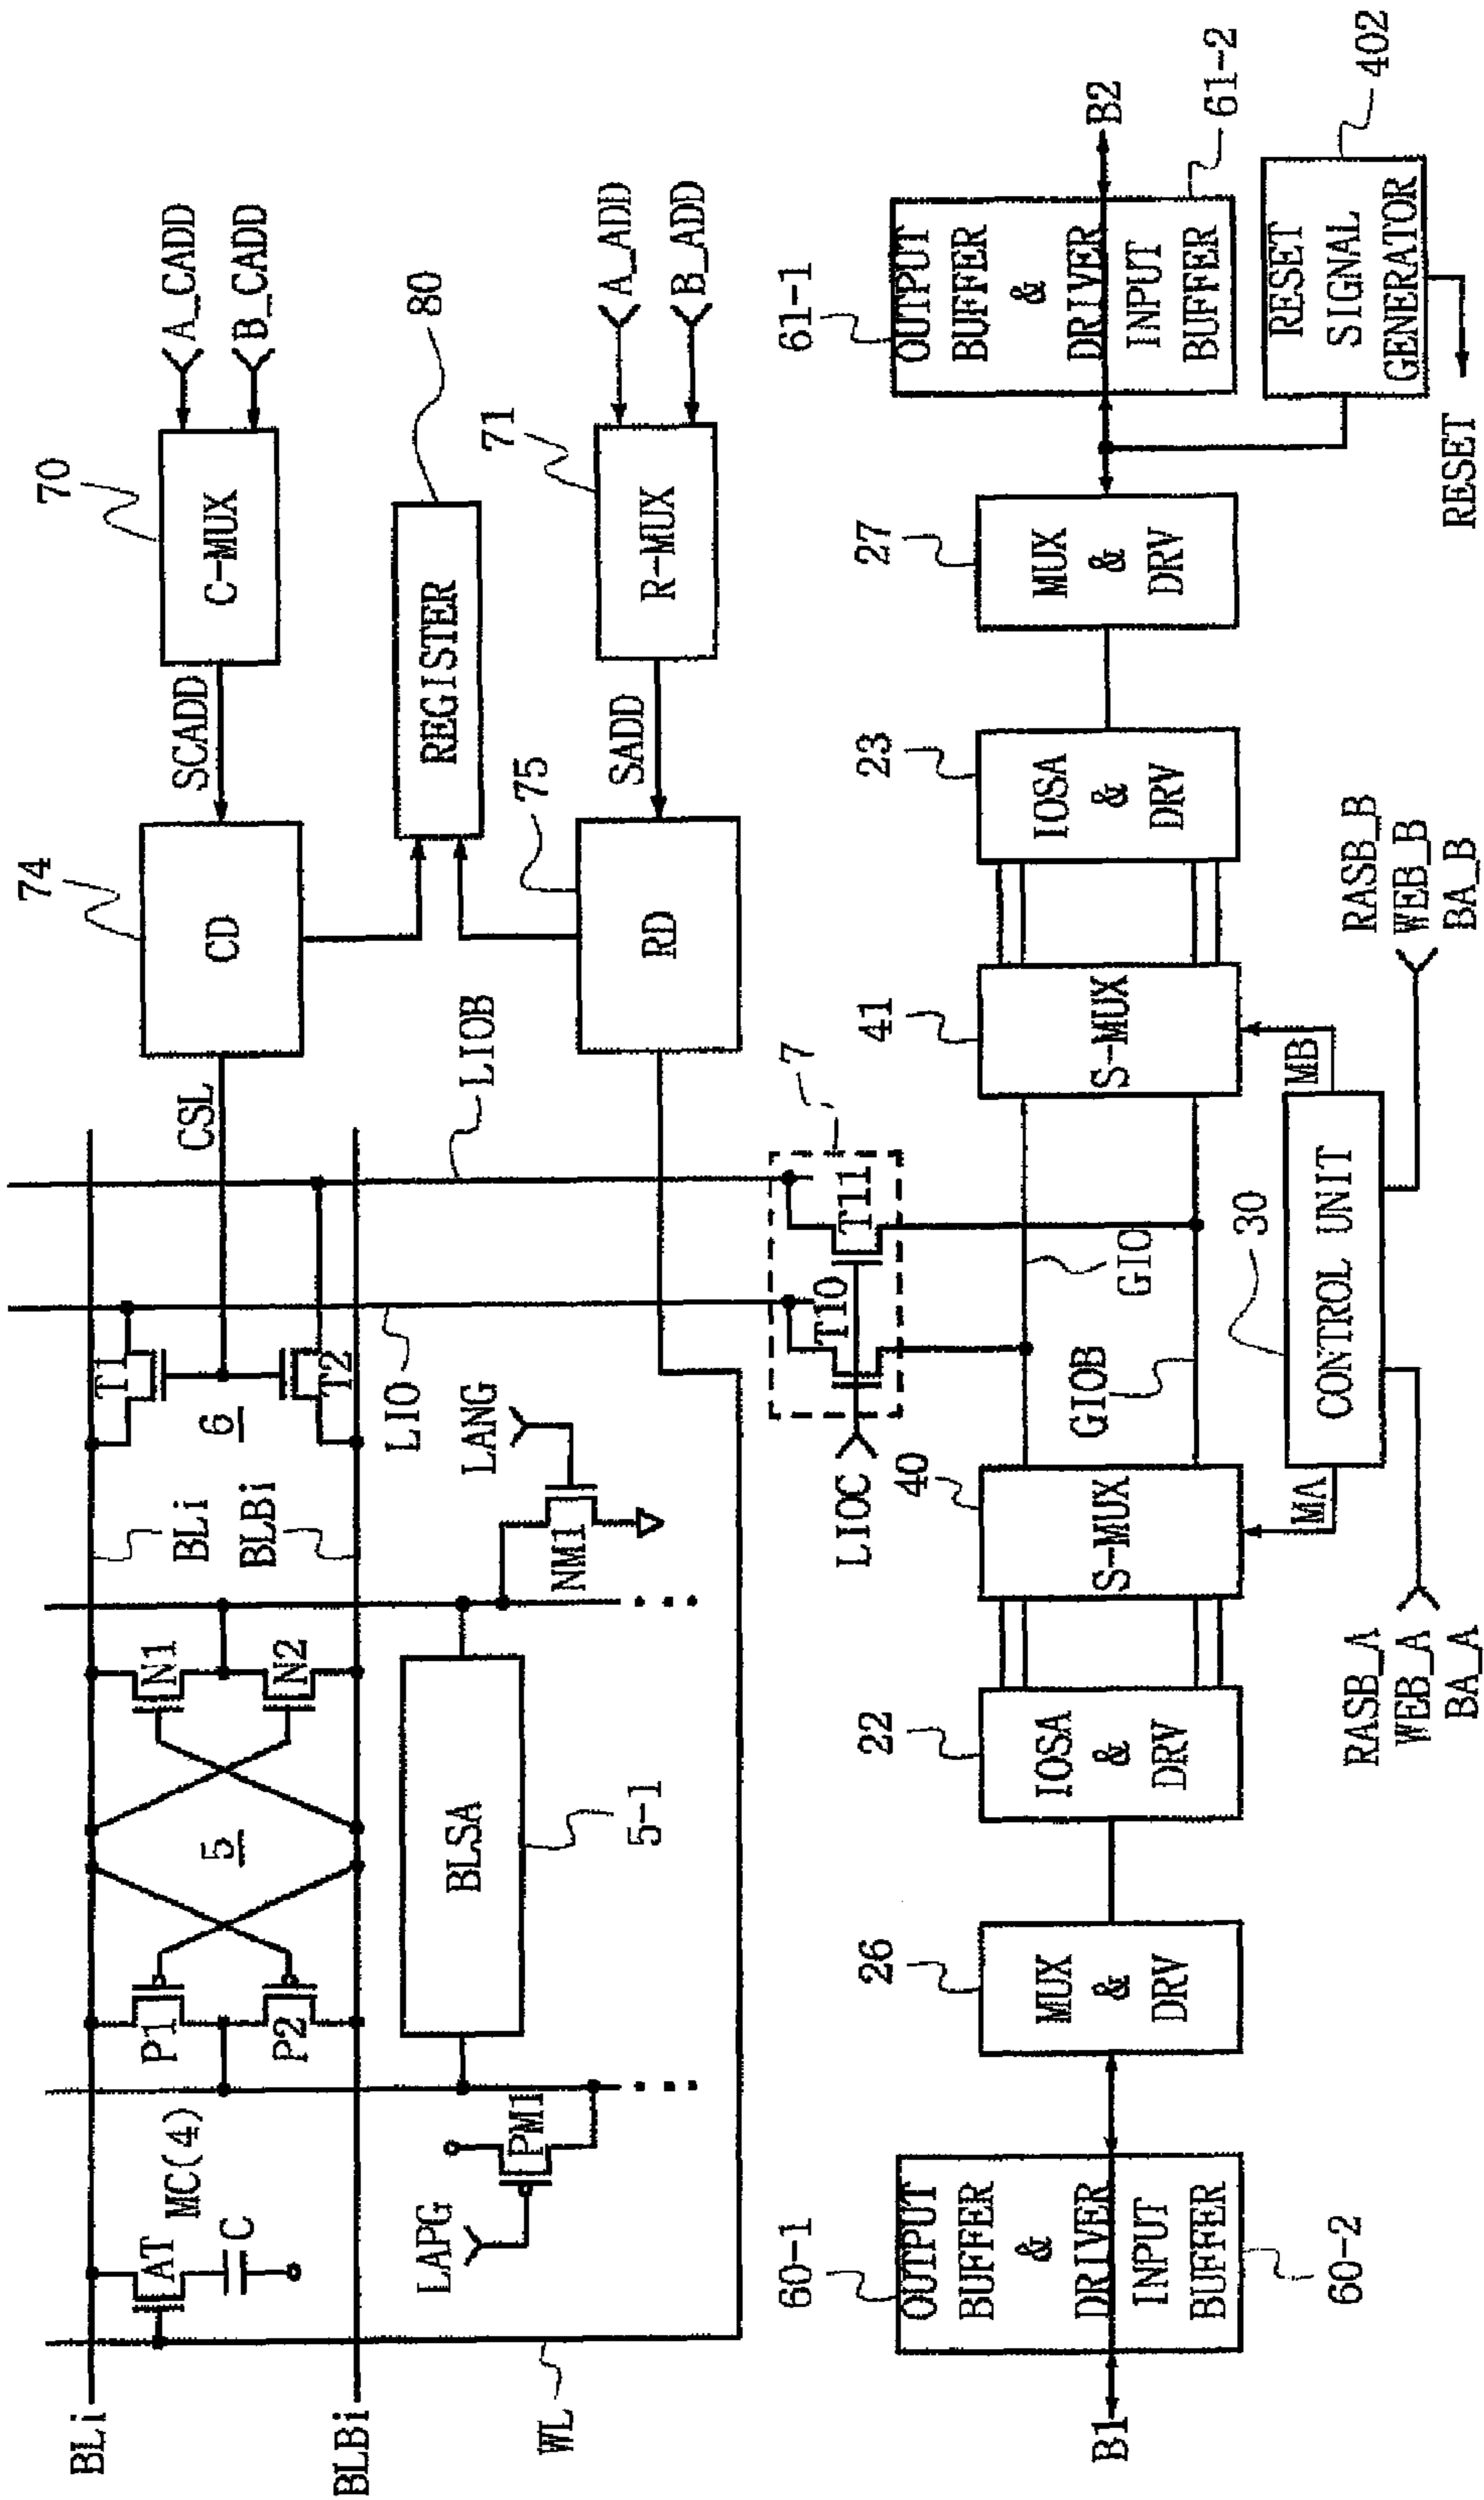 BLi
BLBi
WL
AT
MC(4)
C
P1
P2
5
N1
N2
BLi
BLBi
T1
6
T2
CSL
CD
74
SCADD
C-MUX
70
A_CADD
B_CADD
LAPG
PM1
BLSA
5-1
LANG
NM1
LIO
LIOB
REGISTER
80
RD
75
SADD
R-MUX
71
A_ADD
B_ADD
LIOC
T10
T11
7
B1
60-1
OUTPUT
BUFFER
&
DRIVER
INPUT
BUFFER
60-2
26
MUX
&
DRV
22
IOSA
&
DRV
40
S-MUX
GIOB
GIO
41
S-MUX
23
IOSA
&
DRV
27
MUX
&
DRV
61-1
OUTPUT
BUFFER
&
DRIVER
INPUT
BUFFER
61-2
B2
MA
30
CONTROL UNIT
MB
RASB_A
WEB_A
BA_A
RASB_B
WEB_B
BA_B
RESET
RESET
SIGNAL
GENERATOR
402